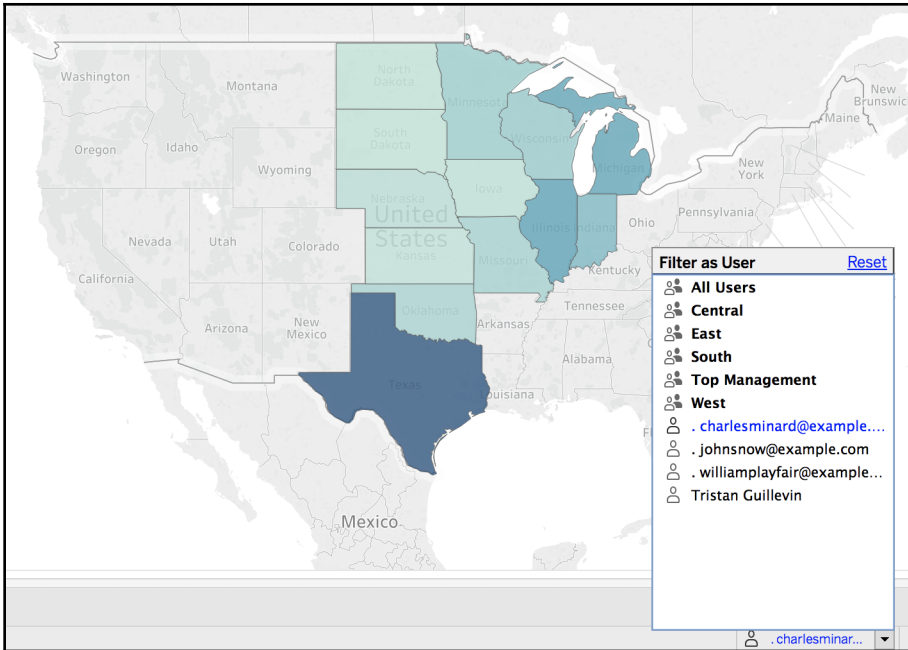 Washington
Montana
North
Dakota
Minnesota
New
Brunswick
Maine
Oregon
Idaho
South
Dakota
Wisconsin
Michigan
Wyoming
New
York
Iowa
Nebraska
United
States
Illinois
Indiana
Ohio
Pennsylvania
Nevada
Utah
Colorado
Kansas
Missouri
Kentucky
California
Arizona
New
Mexico
Oklahoma
Arkansas
Tennessee
Alabama
Texas
Louisiana
Mexico
Filter as User
Reset
All Users
Central
East
South
Top Management
West
. charlesminard@example....
. johnsnow@example.com
. williamplayfair@example...
Tristan Guillevin
. charlesminar...